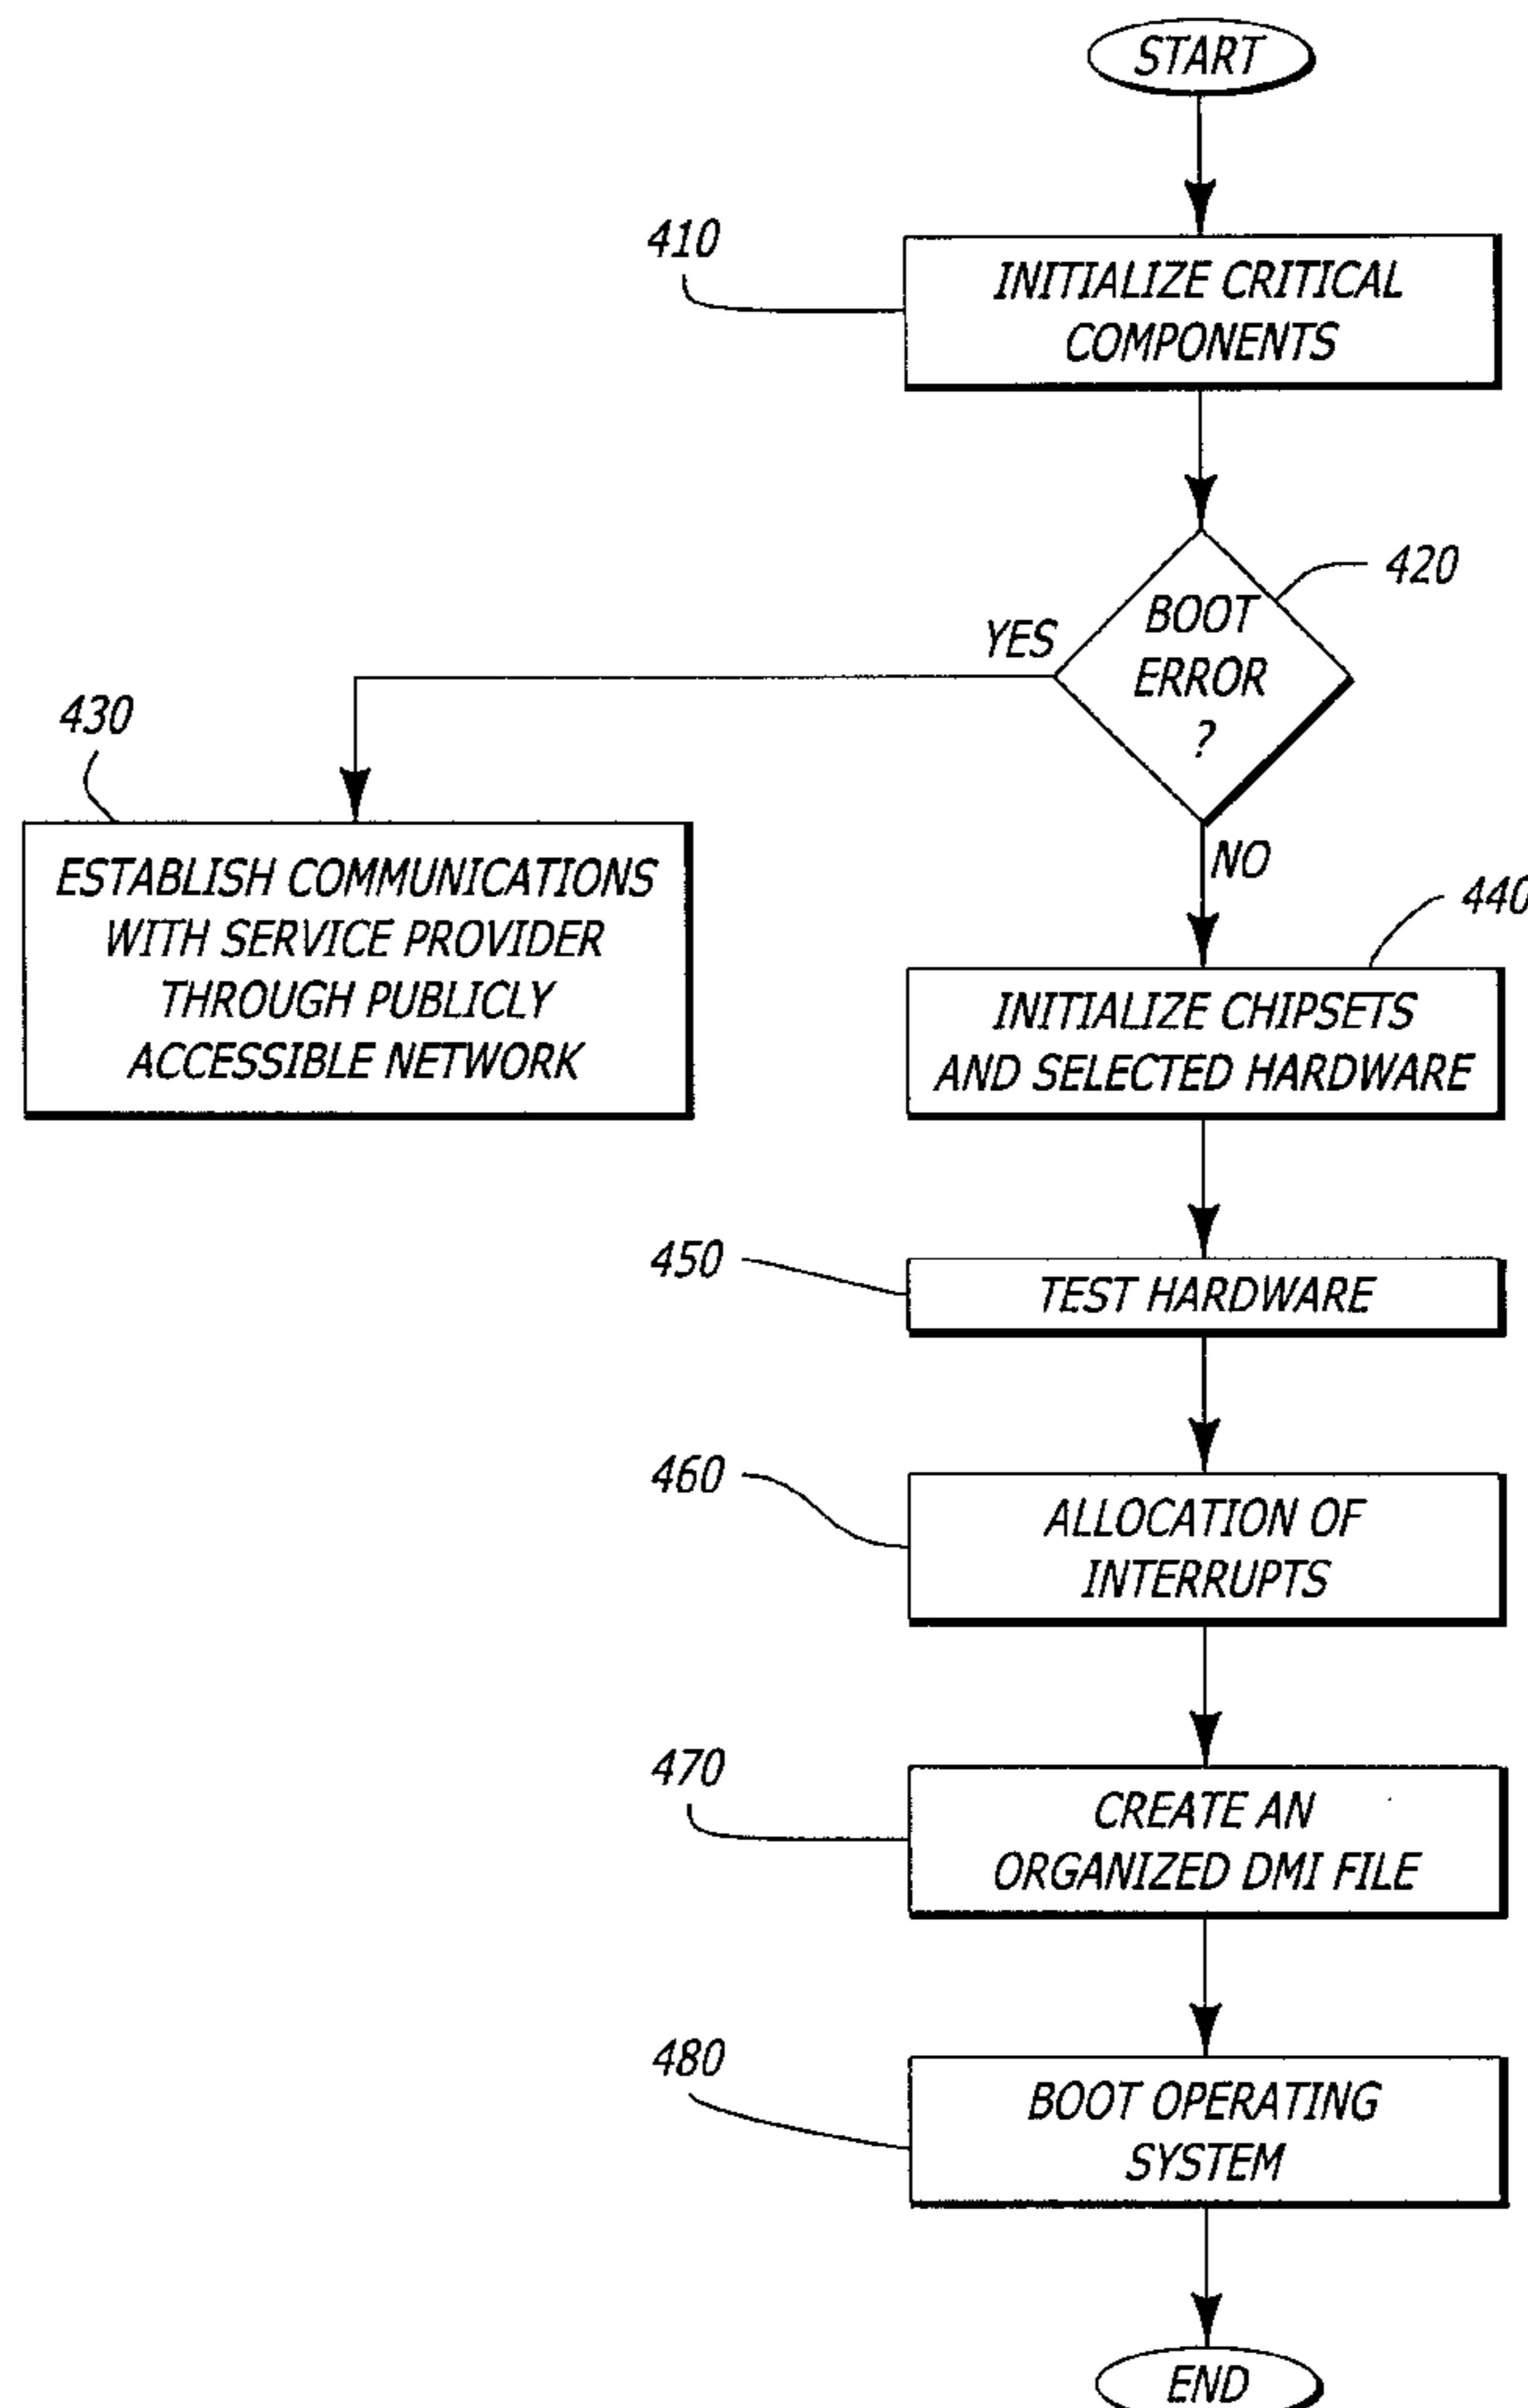 START
410
INITIALIZE CRITICAL
COMPONENTS
420
BOOT
ERROR
?
YES
430
ESTABLISH COMMUNICATIONS
WITH SERVICE PROVIDER
THROUGH PUBLICLY
ACCESSIBLE NETWORK
NO
440
INITIALIZE CHIPSETS
AND SELECTED HARDWARE
450
TEST HARDWARE
460
ALLOCATION OF
INTERRUPTS
470
CREATE AN
ORGANIZED DMI FILE
480
BOOT OPERATING
SYSTEM
END